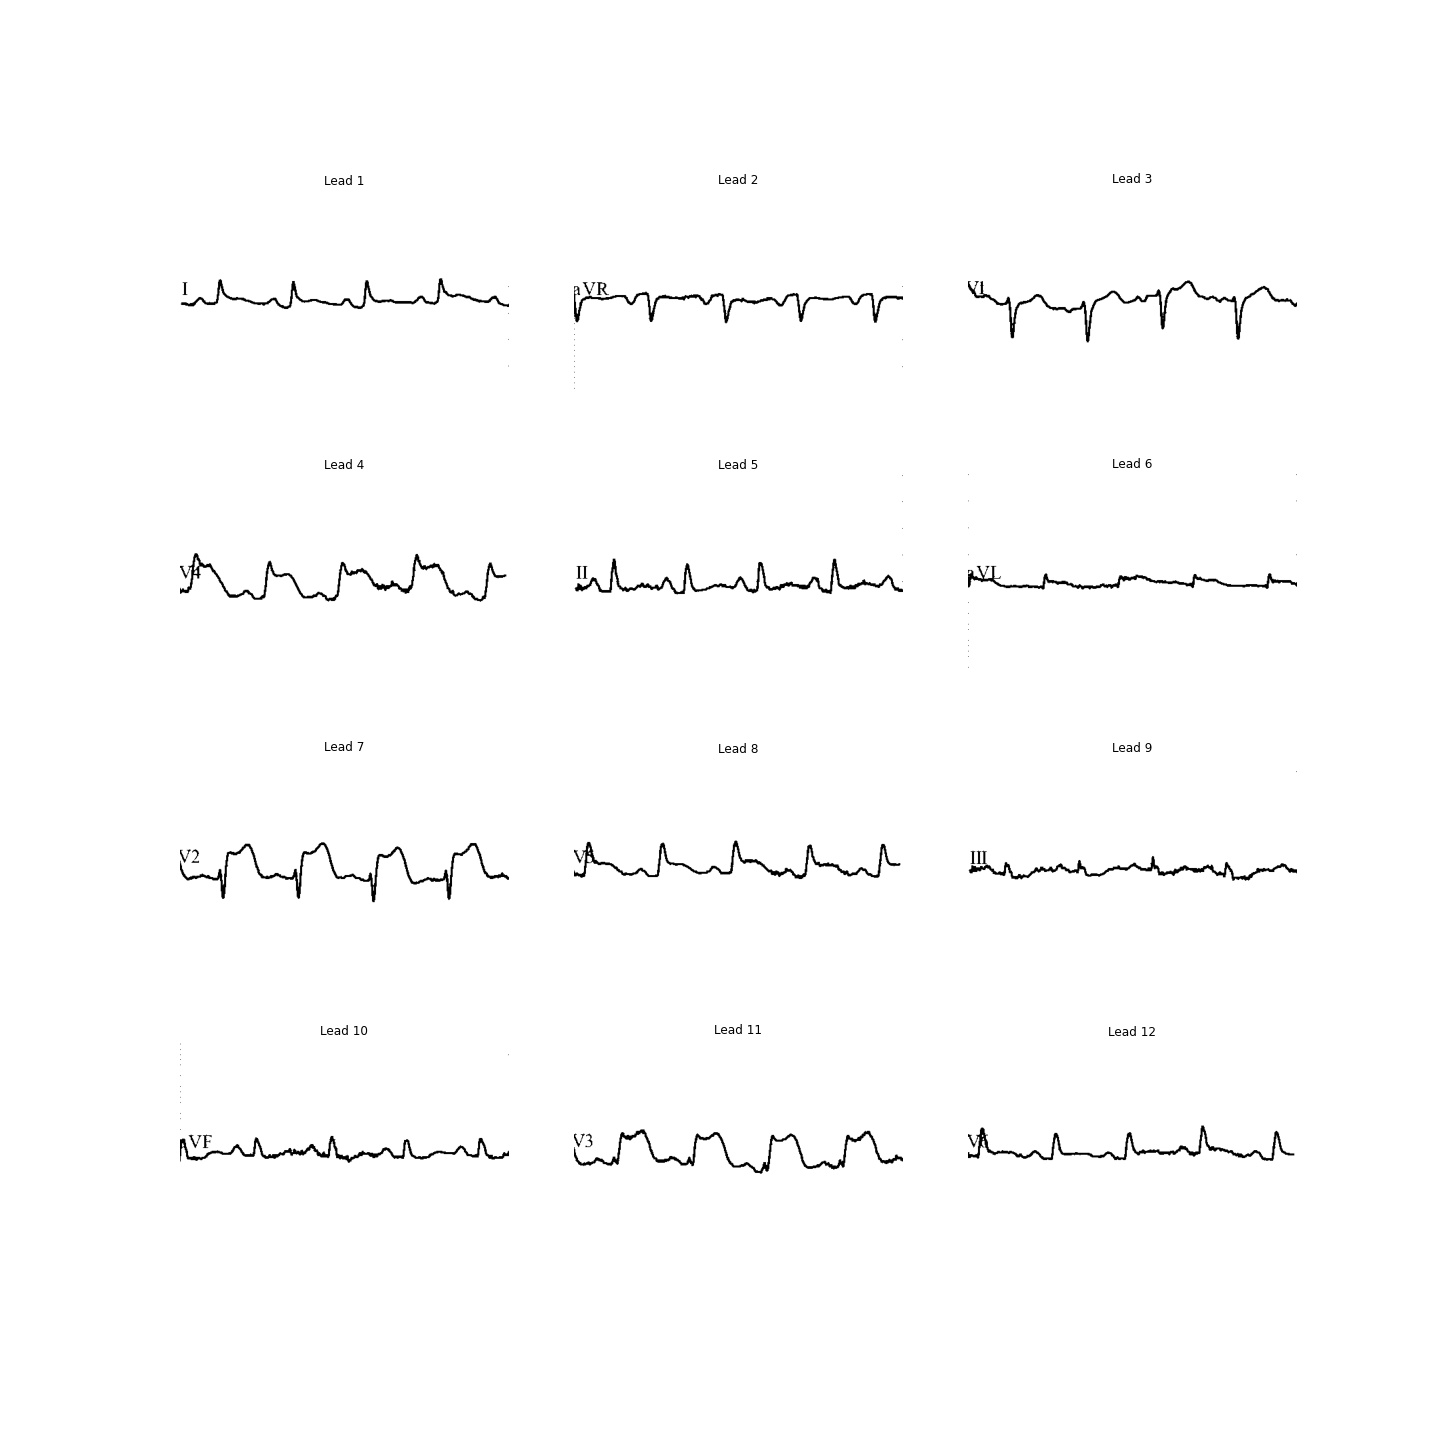 Lead 1 Lead 2 Lead 3
I aVR V1
Lead 4 Lead 5 Lead 6
V4 II aVL
Lead 7 Lead 8 Lead 9
V2 V5 III
Lead 10 Lead 11 Lead 12
VF V3 V6